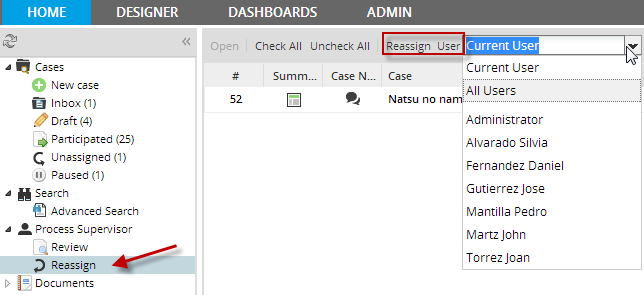 HOME DESIGNER DASHBOARDS ADMIN
Open Check All Uncheck All Reassign User Current User
# Summ... Case N... Case
52 Natsu no nam
Current User
All Users
Administrator
Alvarado Silvia
Fernandez Daniel
Gutierrez Jose
Mantilla Pedro
Martz John
Torrez Joan
Cases
New case
Inbox (1)
Draft (4)
Participated (25)
Unassigned (1)
Paused (1)
Search
Advanced Search
Process Supervisor
Review
Reassign
Documents